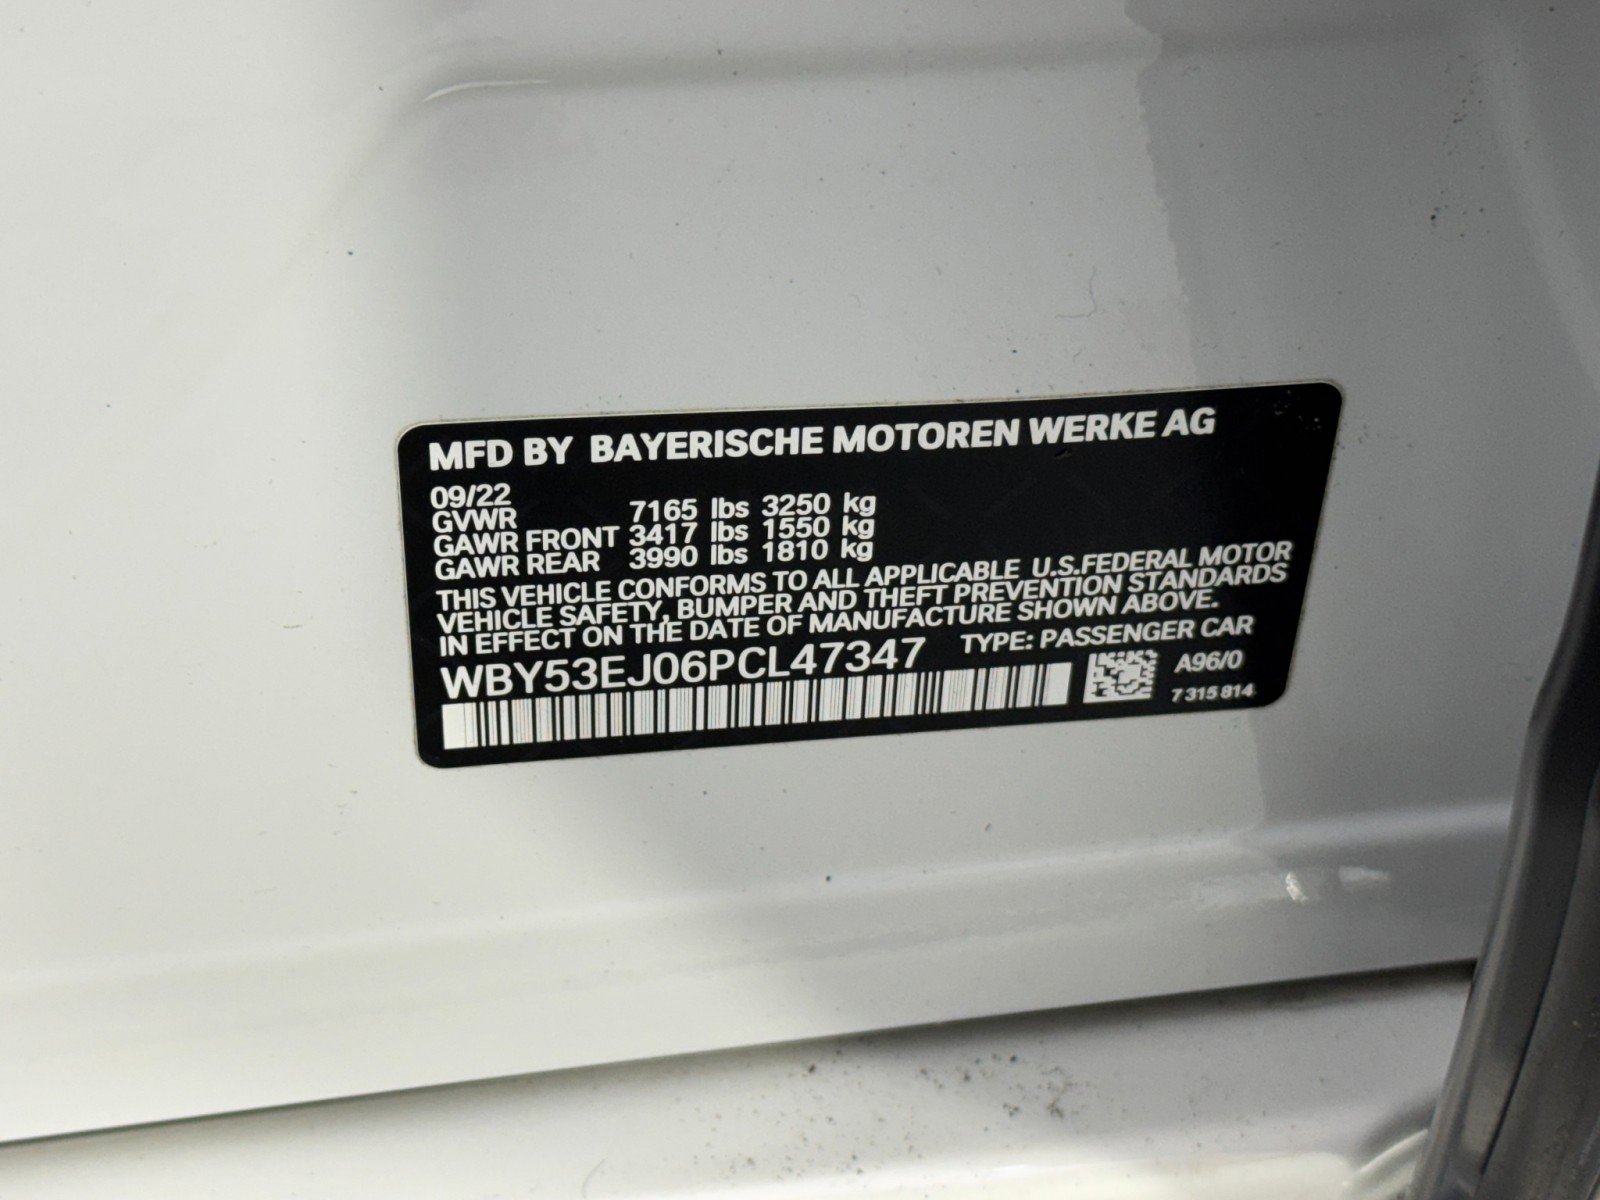 MFD BY BAYERISCHE MOTOREN WERKE AG
09/22
GVWR 7165 lbs 3250 kg
GAWR FRONT 3417 lbs 1550 kg
GAWR REAR 3990 lbs 1810 kg
THIS VEHICLE CONFORMS TO ALL APPLICABLE U.S.FEDERAL MOTOR
VEHICLE SAFETY, BUMPER AND THEFT PREVENTION STANDARDS
IN EFFECT ON THE DATE OF MANUFACTURE SHOWN ABOVE.
WBY53EJ06PCL47347 TYPE: PASSENGER CAR
A96/0
7 315 814